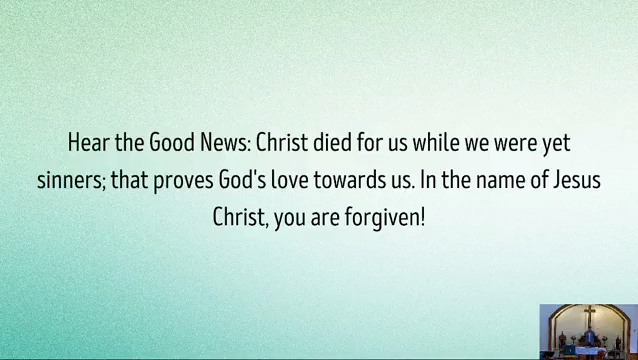 Hear the Good News: Christ died for us while we were yet
sinners; that proves God's love towards us. In the name of Jesus
Christ, you are forgiven!